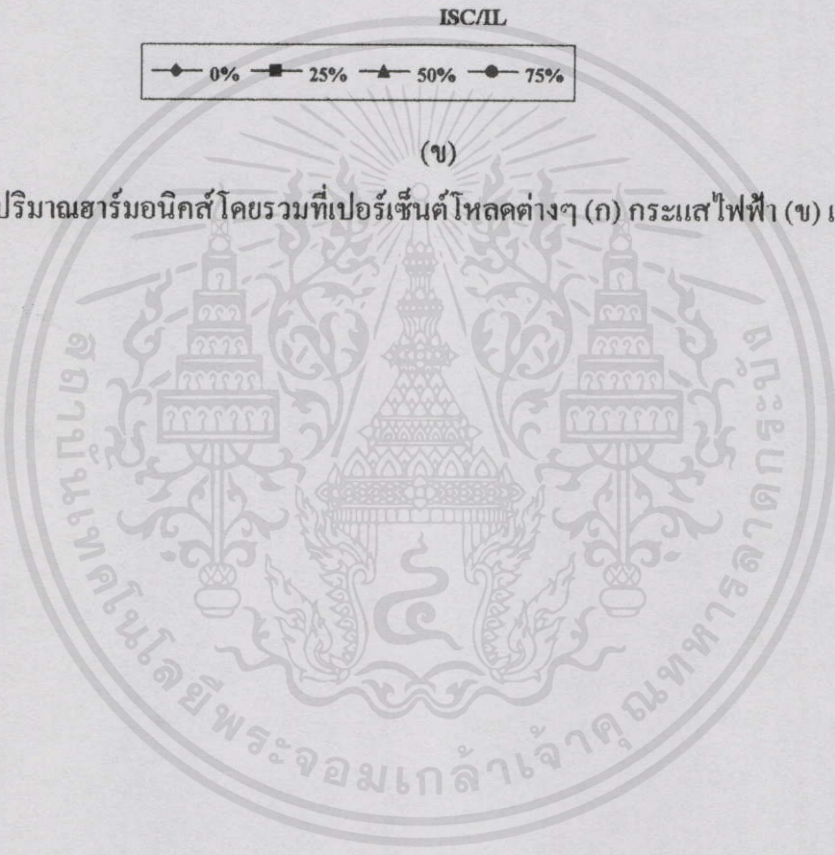 ISC/IL
0% 25% 50% 75%
(ข)
ปริมาณฮาร์มอนิคส์โดยรวมที่เปอร์เซ็นต์โหลดต่างๆ (ก) กระแสไฟฟ้า (ข) แ
สถาบันเทคโนโลยีพระจอมเกล้าเจ้าคุณทหารลาดกระบัง